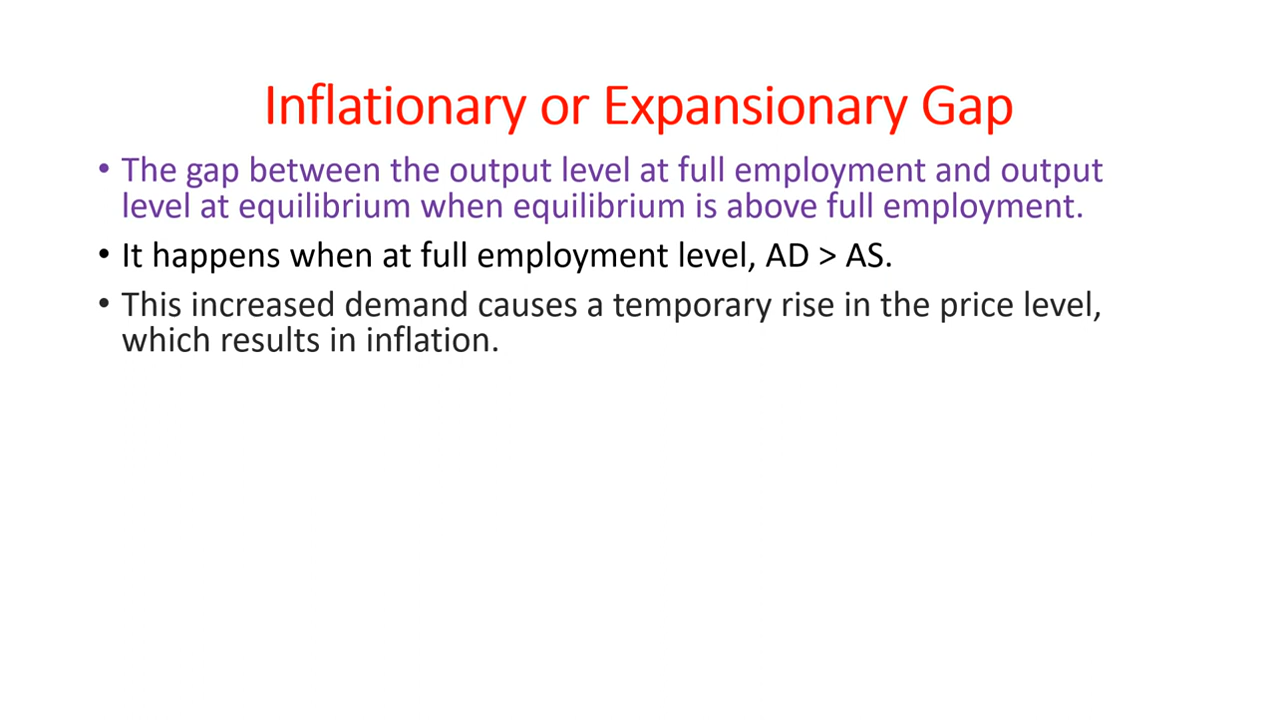 Inflationary or Expansionary Gap
• The gap between the output level at full employment and output
level at equilibrium when equilibrium is above full employment.
• It happens when at full employment level, AD > AS.
• This increased demand causes a temporary rise in the price level,
which results in inflation.